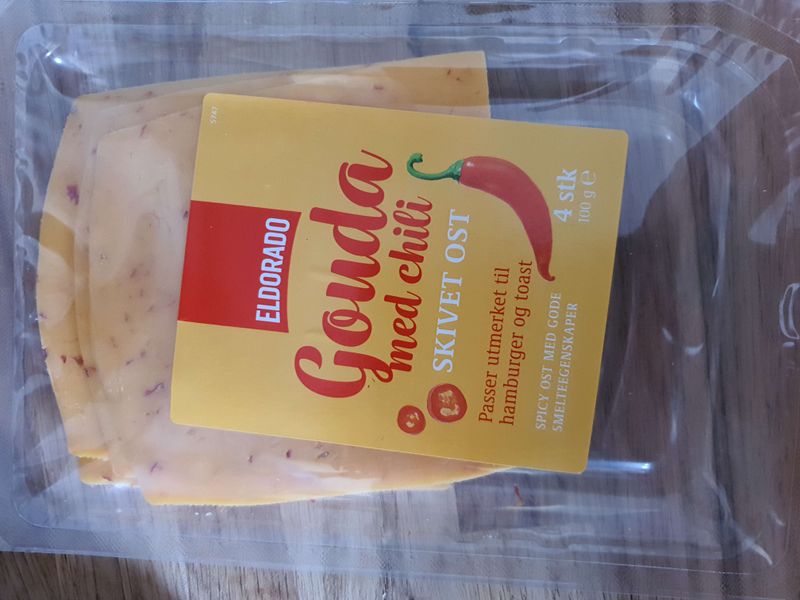 ELDORADO
Gouda
med chili
SKIVET OST
Passer utmerket til
hamburger og toast
SPICY OST MED GODE
SMELTEEGENSKAPER
4 stk
100 g ℮